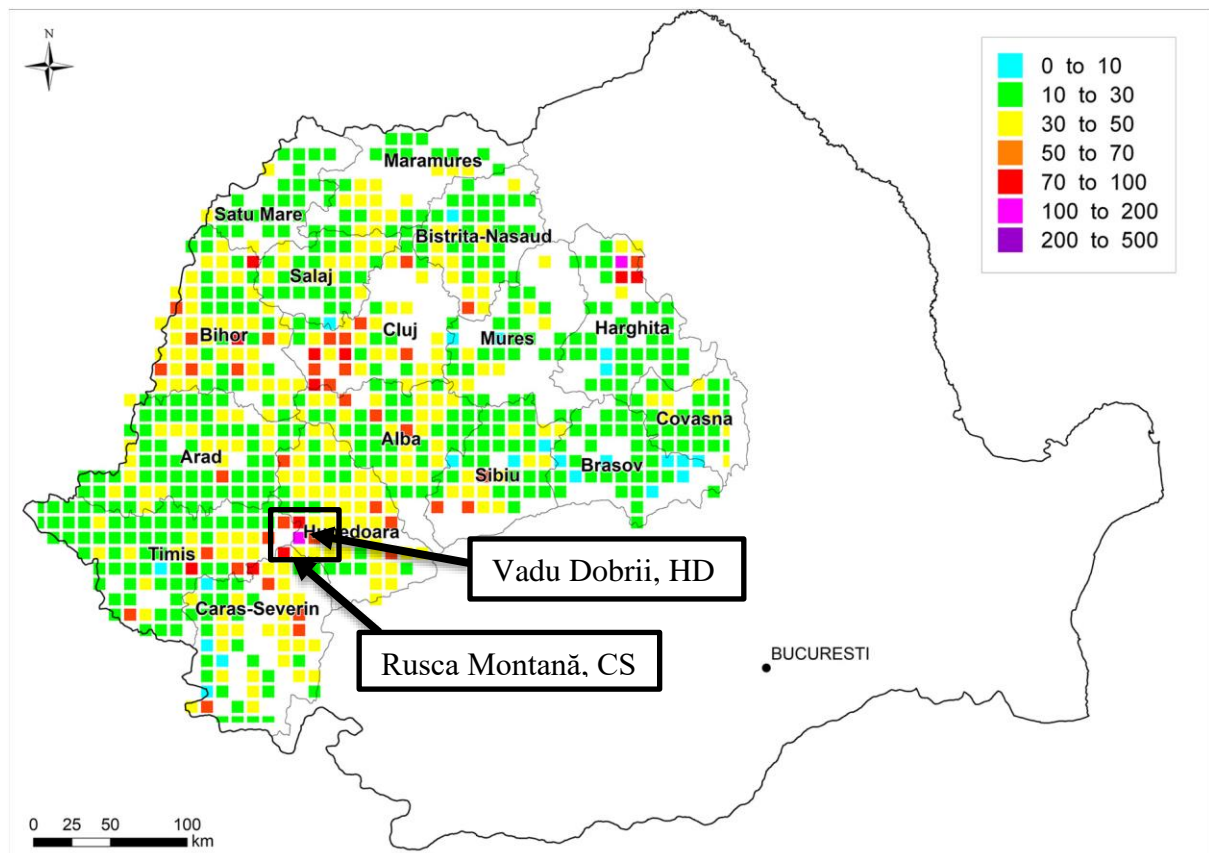 N
0 to 10
10 to 30
30 to 50
50 to 70
70 to 100
100 to 200
200 to 500
Maramures
Satu Mare
Bistrita-Nasaud
Salaj
Cluj
Bihor
Mures
Harghita
Covasna
Alba
Arad
Sibiu
Brasov
Hunedoara
Timis
Vadu Dobrii, HD
Caras-Severin
Rusca Montană, CS
BUCURESTI
0 25 50 100
km